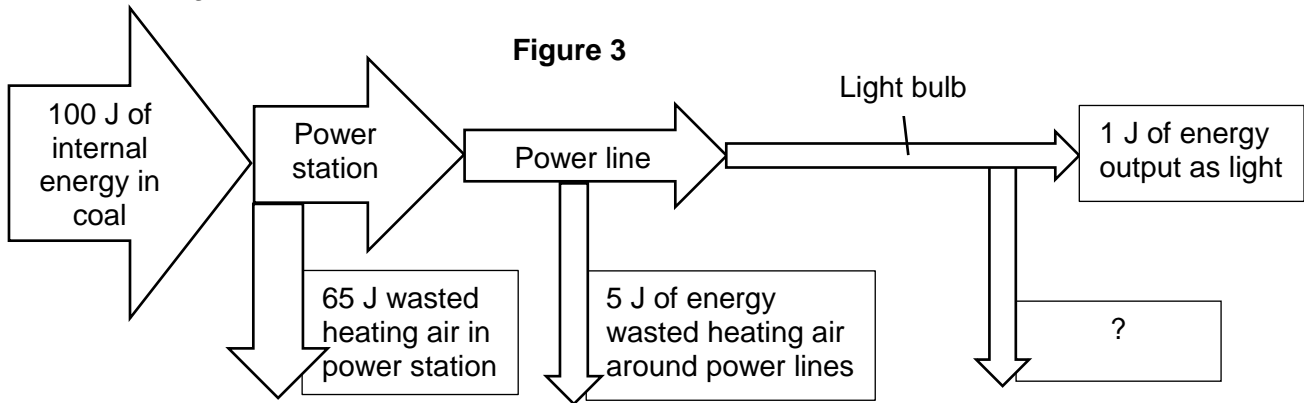 Figure 3
100 J of
internal
energy in
coal
Power
station
Power line
Light bulb
1 J of energy
output as light
65 J wasted
heating air in
power station
5 J of energy
wasted heating air
around power lines
?